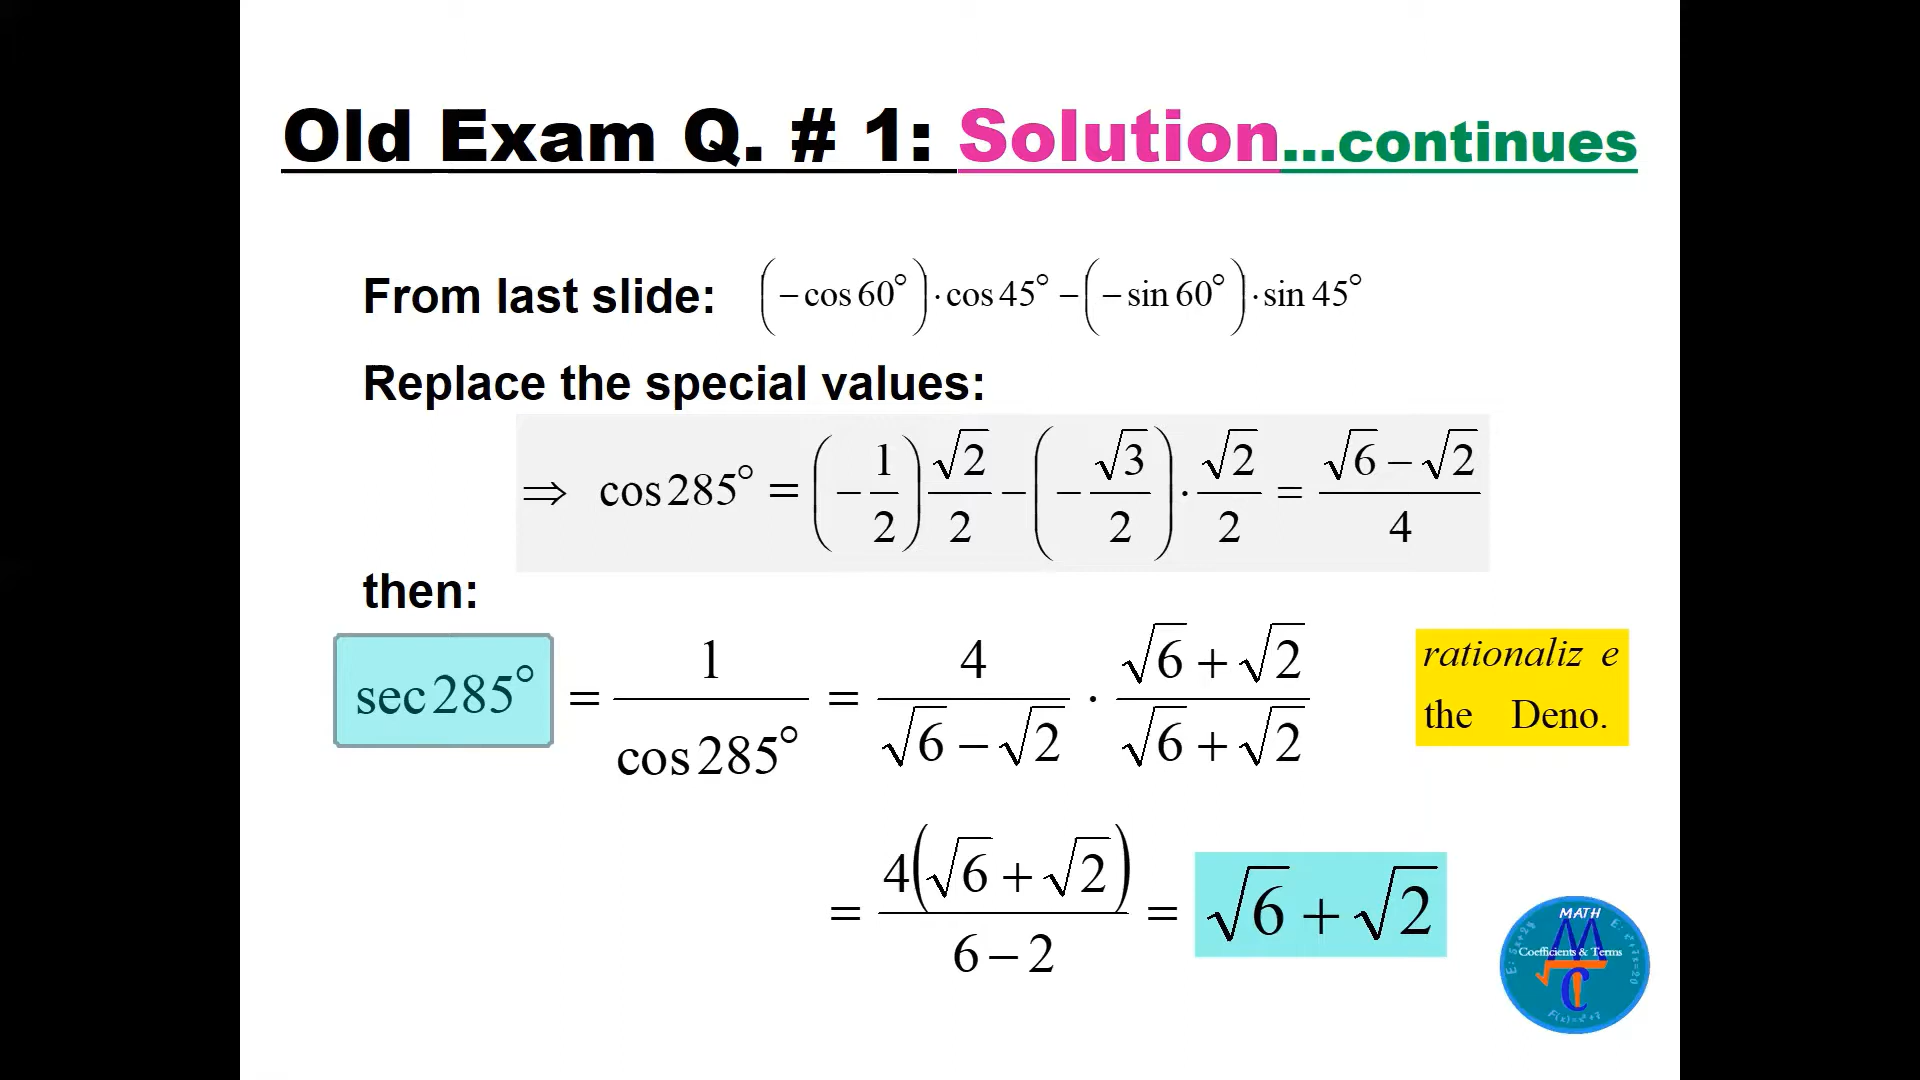 Old Exam Q. # 1: Solution...continues
From last slide: (−cos 60°)·cos 45° −(−sin 60°)·sin 45°
Replace the special values:
⇒ cos 285° = (−1/2) √2/2 − (−√3/2)·√2/2 = (√6 − √2)/4
then:
sec 285° = 1/cos 285° = 4/(√6 − √2) · (√6 + √2)/(√6 + √2)
rationaliz e
the Deno.
= 4(√6 + √2)/(6 − 2) = √6 + √2
MATH
Coefficients & Terms